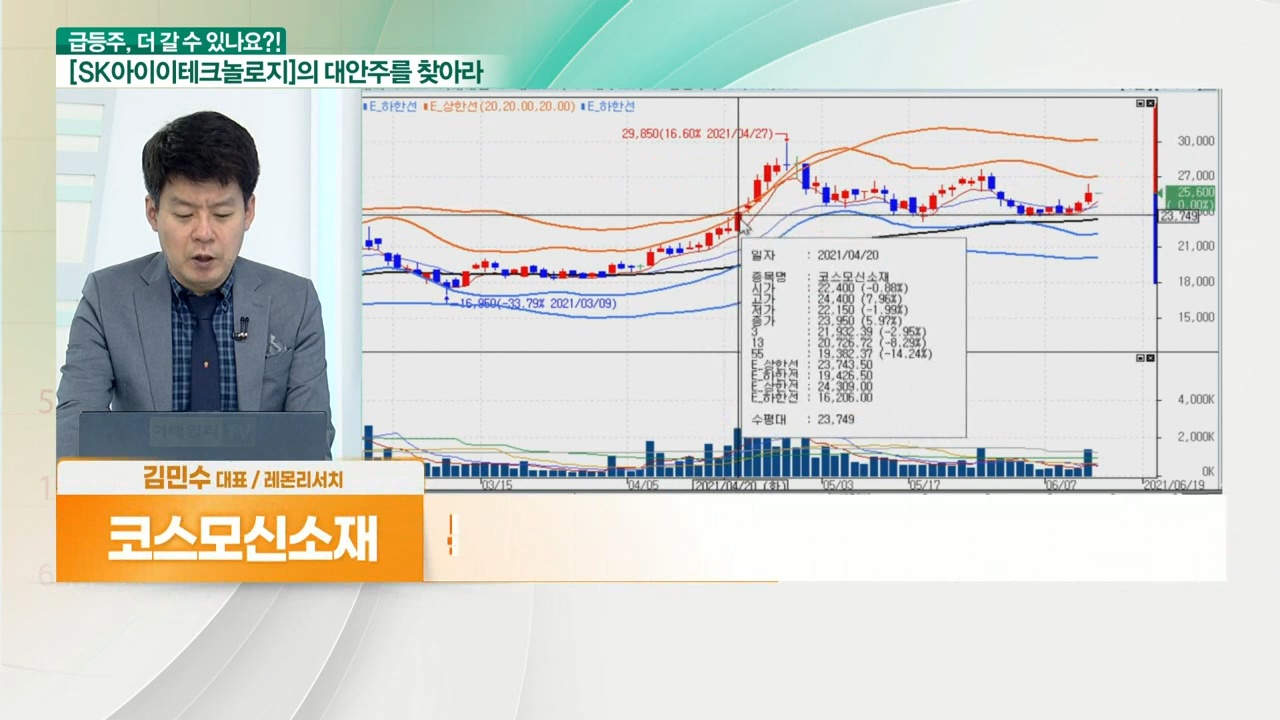 급등주, 더 갈 수 있나요?!
[SK아이이테크놀로지]의 대안주를 찾아라
E_하한선 E_상한선(20,20.00,20.00) E_하한선
29,850(16.60% 2021/04/27)
30,000
27,000
25,600
( 0.00%)
23,749
21,000
18,000
15,000
16,950(-33.79% 2021/03/09)
일자 : 2021/04/20
종목명 : 코스모신소재
시가 : 22,400 (-0.88%)
고가 : 24,400 (7.96%)
저가 : 22,150 (-1.99%)
종가 : 23,950 (5.97%)
3 : 21,932.39 (-2.95%)
13 : 20,726.72 (-8.29%)
55 : 19,382.37 (-14.24%)
E_상한선 : 23,743.50
E_하한선 : 19,426.50
E_상한선 : 24,309.00
E_하한선 : 16,206.00
수평대 : 23,749
4,000K
2,000K
0K
03/15 04/05 2021/04/20 (화) 05/03 05/17 06/07 2021/06/19
이데일리 TV
김민수 대표 / 레몬리서치
코스모신소재